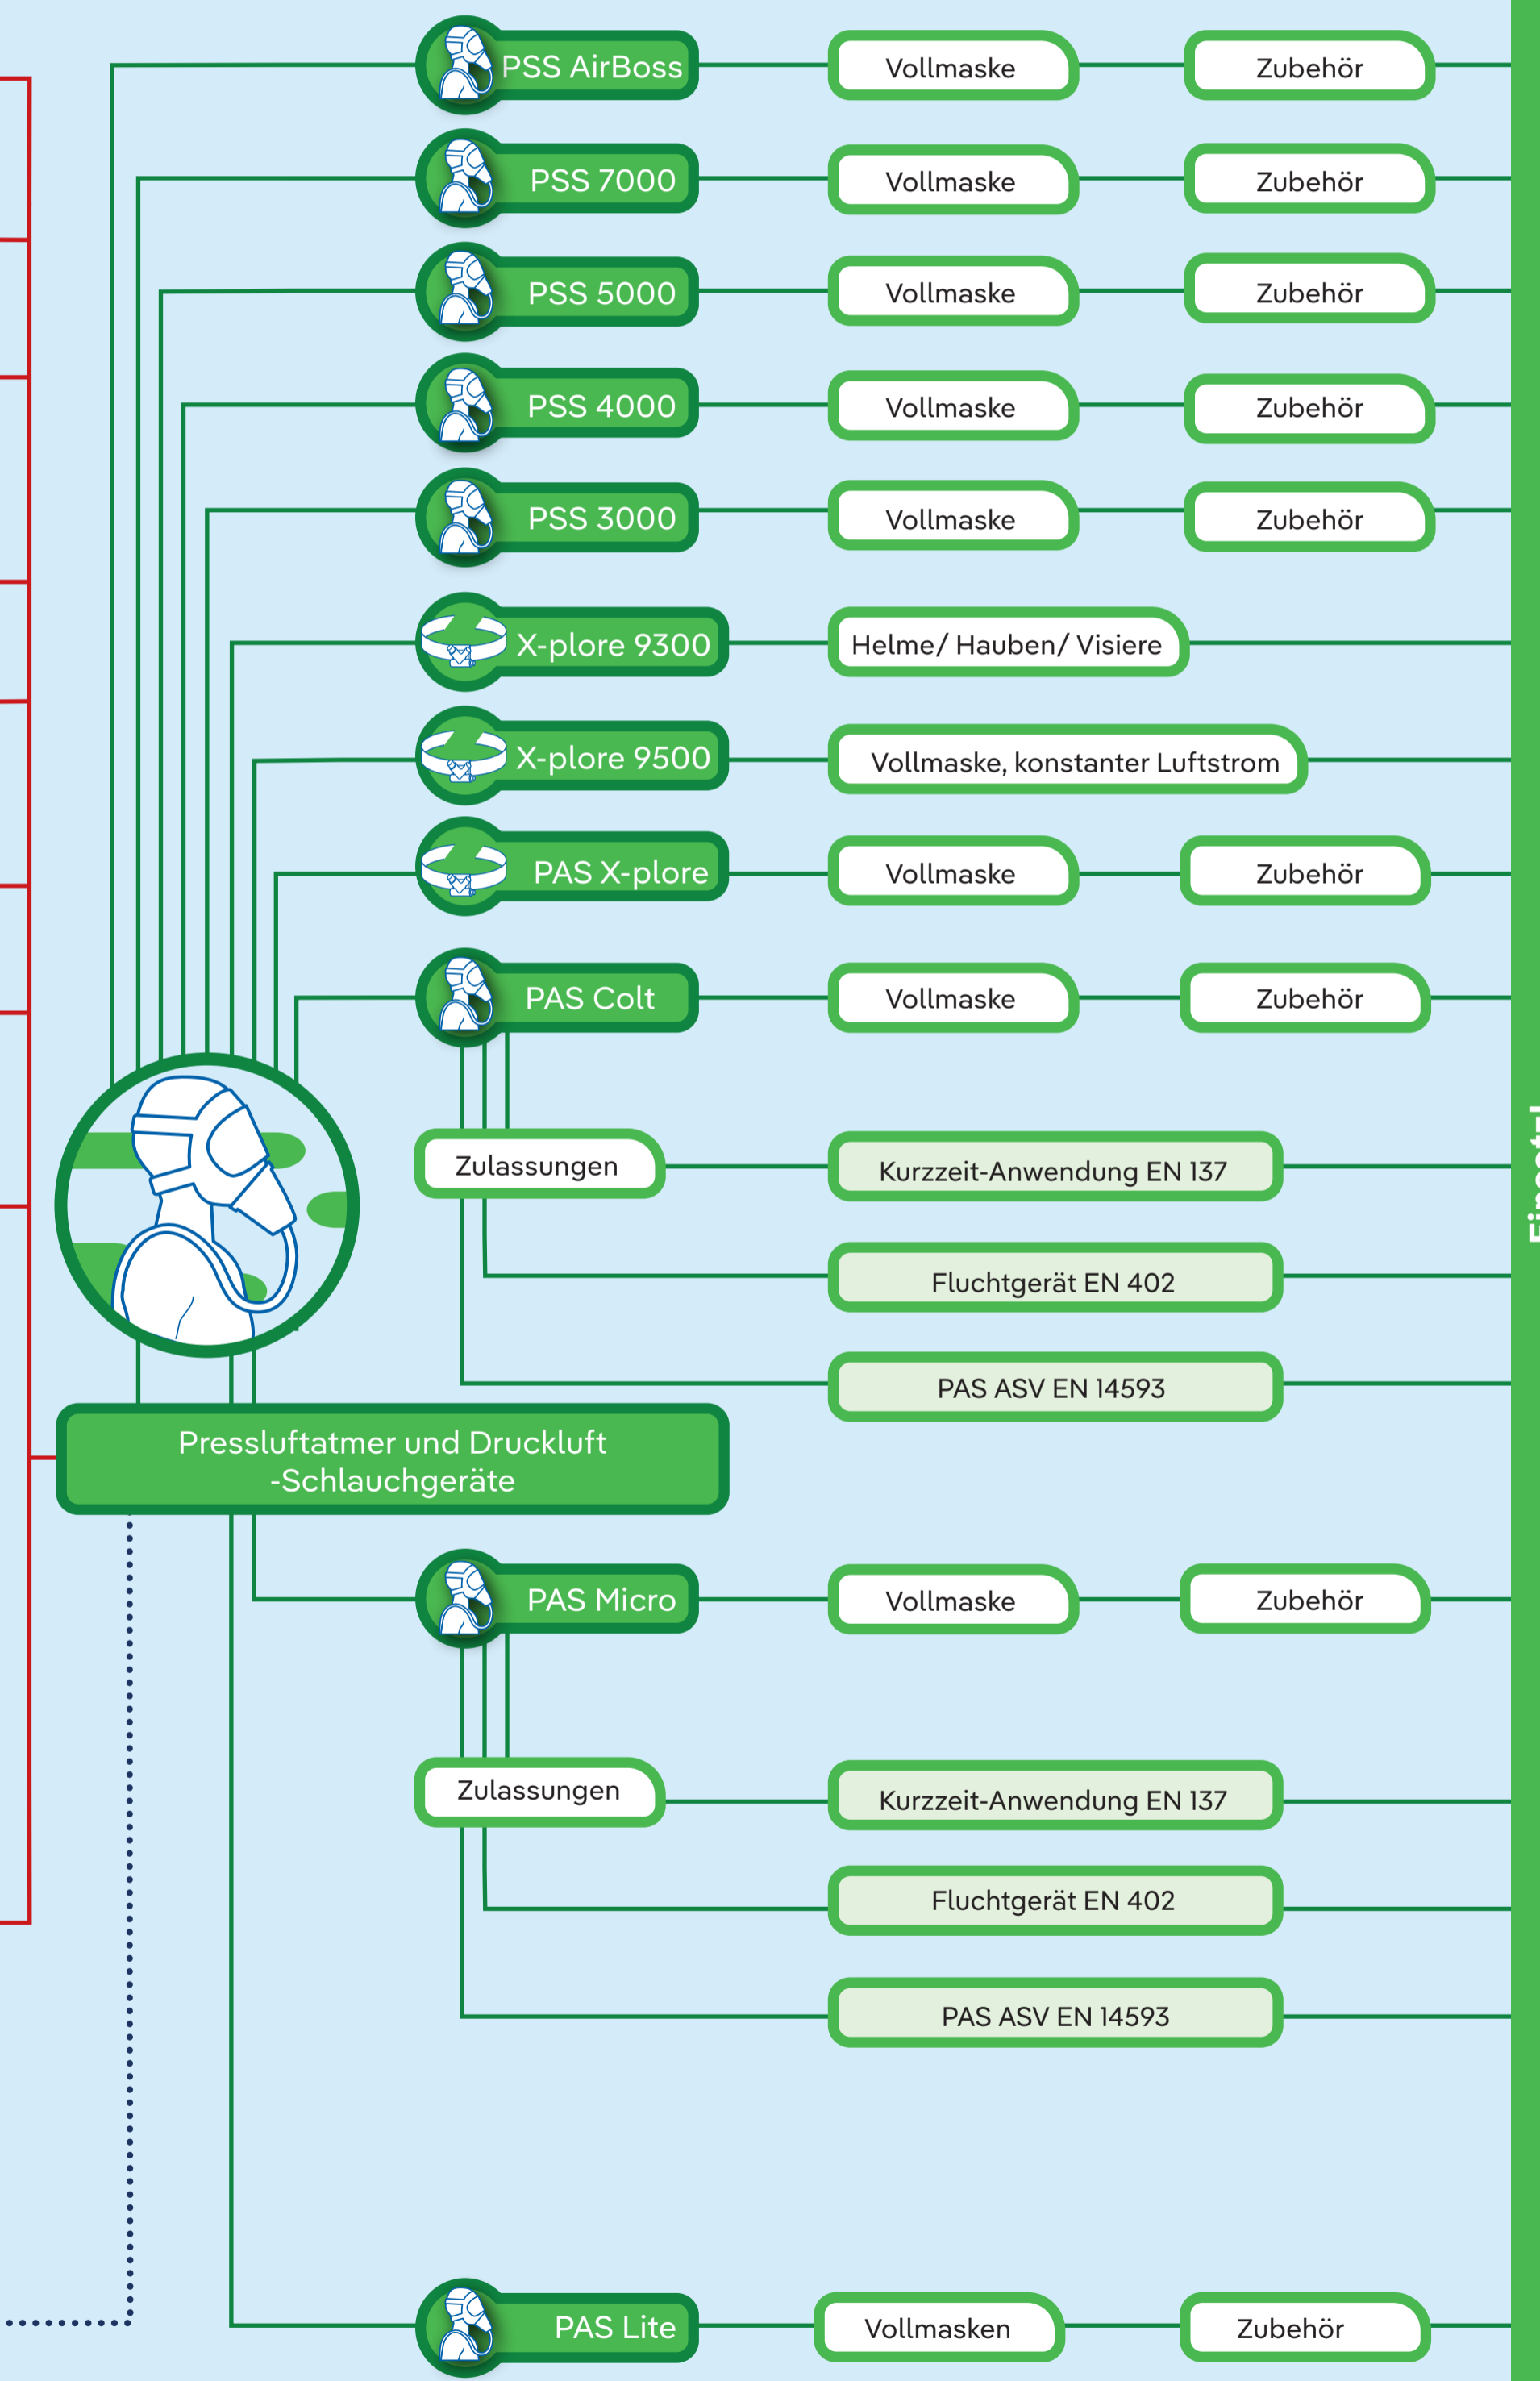 PSS AirBoss
Vollmaske
Zubehör
PSS 7000
Vollmaske
Zubehör
PSS 5000
Vollmaske
Zubehör
PSS 4000
Vollmaske
Zubehör
PSS 3000
Vollmaske
Zubehör
X-plore 9300
Helme/ Hauben/ Visiere
X-plore 9500
Vollmaske, konstanter Luftstrom
PAS X-plore
Vollmaske
Zubehör
PAS Colt
Vollmaske
Zubehör
Zulassungen
Kurzzeit-Anwendung EN 137
Fluchtgerät EN 402
PAS ASV EN 14593
Pressluftatmer und Druckluft
-Schlauchgeräte
PAS Micro
Vollmaske
Zubehör
Zulassungen
Kurzzeit-Anwendung EN 137
Fluchtgerät EN 402
PAS ASV EN 14593
PAS Lite
Vollmasken
Zubehör